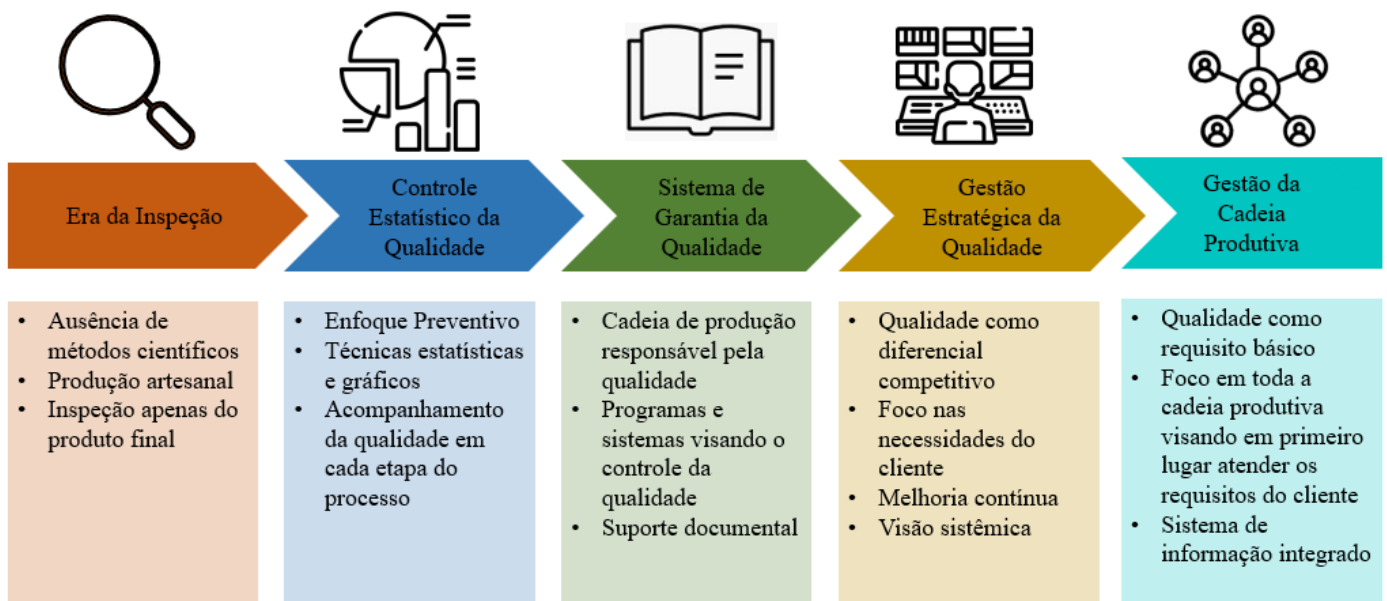 Era da Inspeção
Controle
Estatístico da
Qualidade
Sistema de
Garantia da
Qualidade
Gestão
Estratégica da
Qualidade
Gestão da
Cadeia
Produtiva
• Ausência de
métodos científicos
• Produção artesanal
• Inspeção apenas do
produto final
• Enfoque Preventivo
• Técnicas estatísticas
e gráficos
• Acompanhamento
da qualidade em
cada etapa do
processo
• Cadeia de produção
responsável pela
qualidade
• Programas e
sistemas visando o
controle da
qualidade
• Suporte documental
• Qualidade como
diferencial
competitivo
• Foco nas
necessidades do
cliente
• Melhoria contínua
• Visão sistêmica
• Qualidade como
requisito básico
• Foco em toda a
cadeia produtiva
visando em primeiro
lugar atender os
requisitos do cliente
• Sistema de
informação integrado